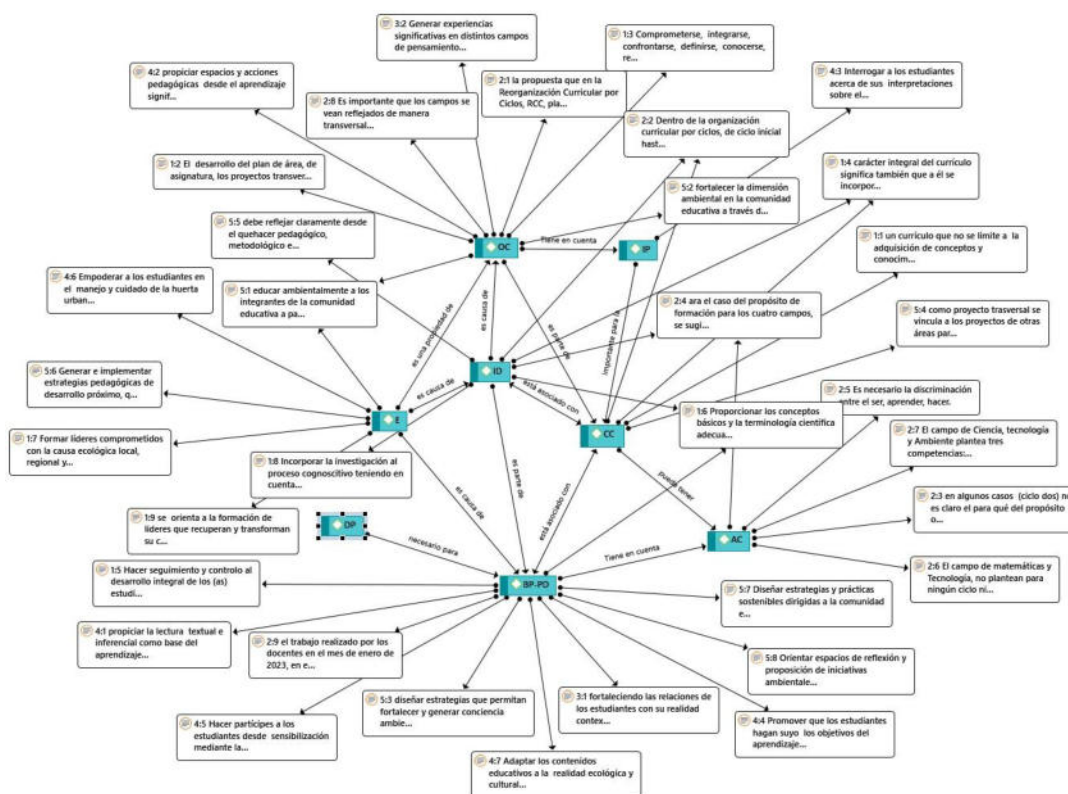 3:2 Generar experiencias
significativas en distintos campos
de pensamiento...
1:3 Comprometerse, integrarse,
confrontarse, definirse, conocerse,
re...
4:2 propiciar espacios y acciones
pedagógicas desde el aprendizaje
signif...
2:1 la propuesta que en la
Reorganización Curricular por
Ciclos, RCC, pla...
4:3 Interrogar a los estudiantes
acerca de sus interpretaciones
sobre el...
2:8 Es importante que los campos se
vean reflejados de manera
transversal...
2:2 Dentro de la organización
curricular por ciclos, de ciclo inicial
hast...
1:2 El desarrollo del plan de área, de
asignatura, los proyectos transver...
1:4 carácter integral del currículo
significa también que a él se
incorpor...
5:2 fortalecer la dimensión
ambiental en la comunidad
educativa a través d...
5:5 debe reflejar claramente desde
el quehacer pedagógico,
metodológico e...
OC
Tiene en cuenta
IP
1:1 un currículo que no se limite a la
adquisición de conceptos y
conocim...
4:6 Empoderar a los estudiantes en
el manejo y cuidado de la huerta
urban...
5:1 educar ambientalmente a los
integrantes de la comunidad
educativa a pa...
2:4 ara el caso del propósito de
formación para los cuatro campos,
se sugi...
5:4 como proyecto trasversal se
vincula a los proyectos de otras
áreas par...
es una propiedad de
es causa de
es parte de
importante para la
5:6 Generar e implementar
estrategias pedagógicas de
desarrollo próximo, q...
ID
es causa de
está asociado con
2:5 Es necesario la discriminación
entre el ser, aprender, hacer.
E
CC
1:6 Proporcionar los conceptos
básicos y la terminología científica
adecua...
1:7 Formar líderes comprometidos
con la causa ecológica local,
regional y...
2:7 El campo de Ciencia, tecnología
y Ambiente plantea tres
competencias:...
1:8 Incorporar la investigación al
proceso cognoscitivo teniendo en
cuenta...
es causa de
es parte de
está asociado con
puede tener
2:3 en algunos casos (ciclo dos) no
es claro el para qué del propósito
o...
1:9 se orienta a la formación de
líderes que recuperan y transforman
su c...
DP
necesario para
AC
Tiene en cuenta
2:6 El campo de matemáticas y
Tecnología, no plantean para
ningún ciclo ni...
1:5 Hacer seguimiento y controlo al
desarrollo integral de los (as)
estudi...
BP-PD
5:7 Diseñar estrategias y prácticas
sostenibles dirigidas a la comunidad
e...
4:1 propiciar la lectura textual e
inferencial como base del
aprendizaje...
2:9 el trabajo realizado por los
docentes en el mes de enero de
2023, en e...
5:8 Orientar espacios de reflexión y
proposición de iniciativas
ambientale...
5:3 diseñar estrategias que permitan
fortalecer y generar conciencia
ambie...
3:1 fortaleciendo las relaciones de
los estudiantes con su realidad
contex...
4:5 Hacer partícipes a los
estudiantes desde sensibilización
mediante la...
4:4 Promover que los estudiantes
hagan suyo los objetivos del
aprendizaje...
4:7 Adaptar los contenidos
educativos a la realidad ecológica y
cultural...